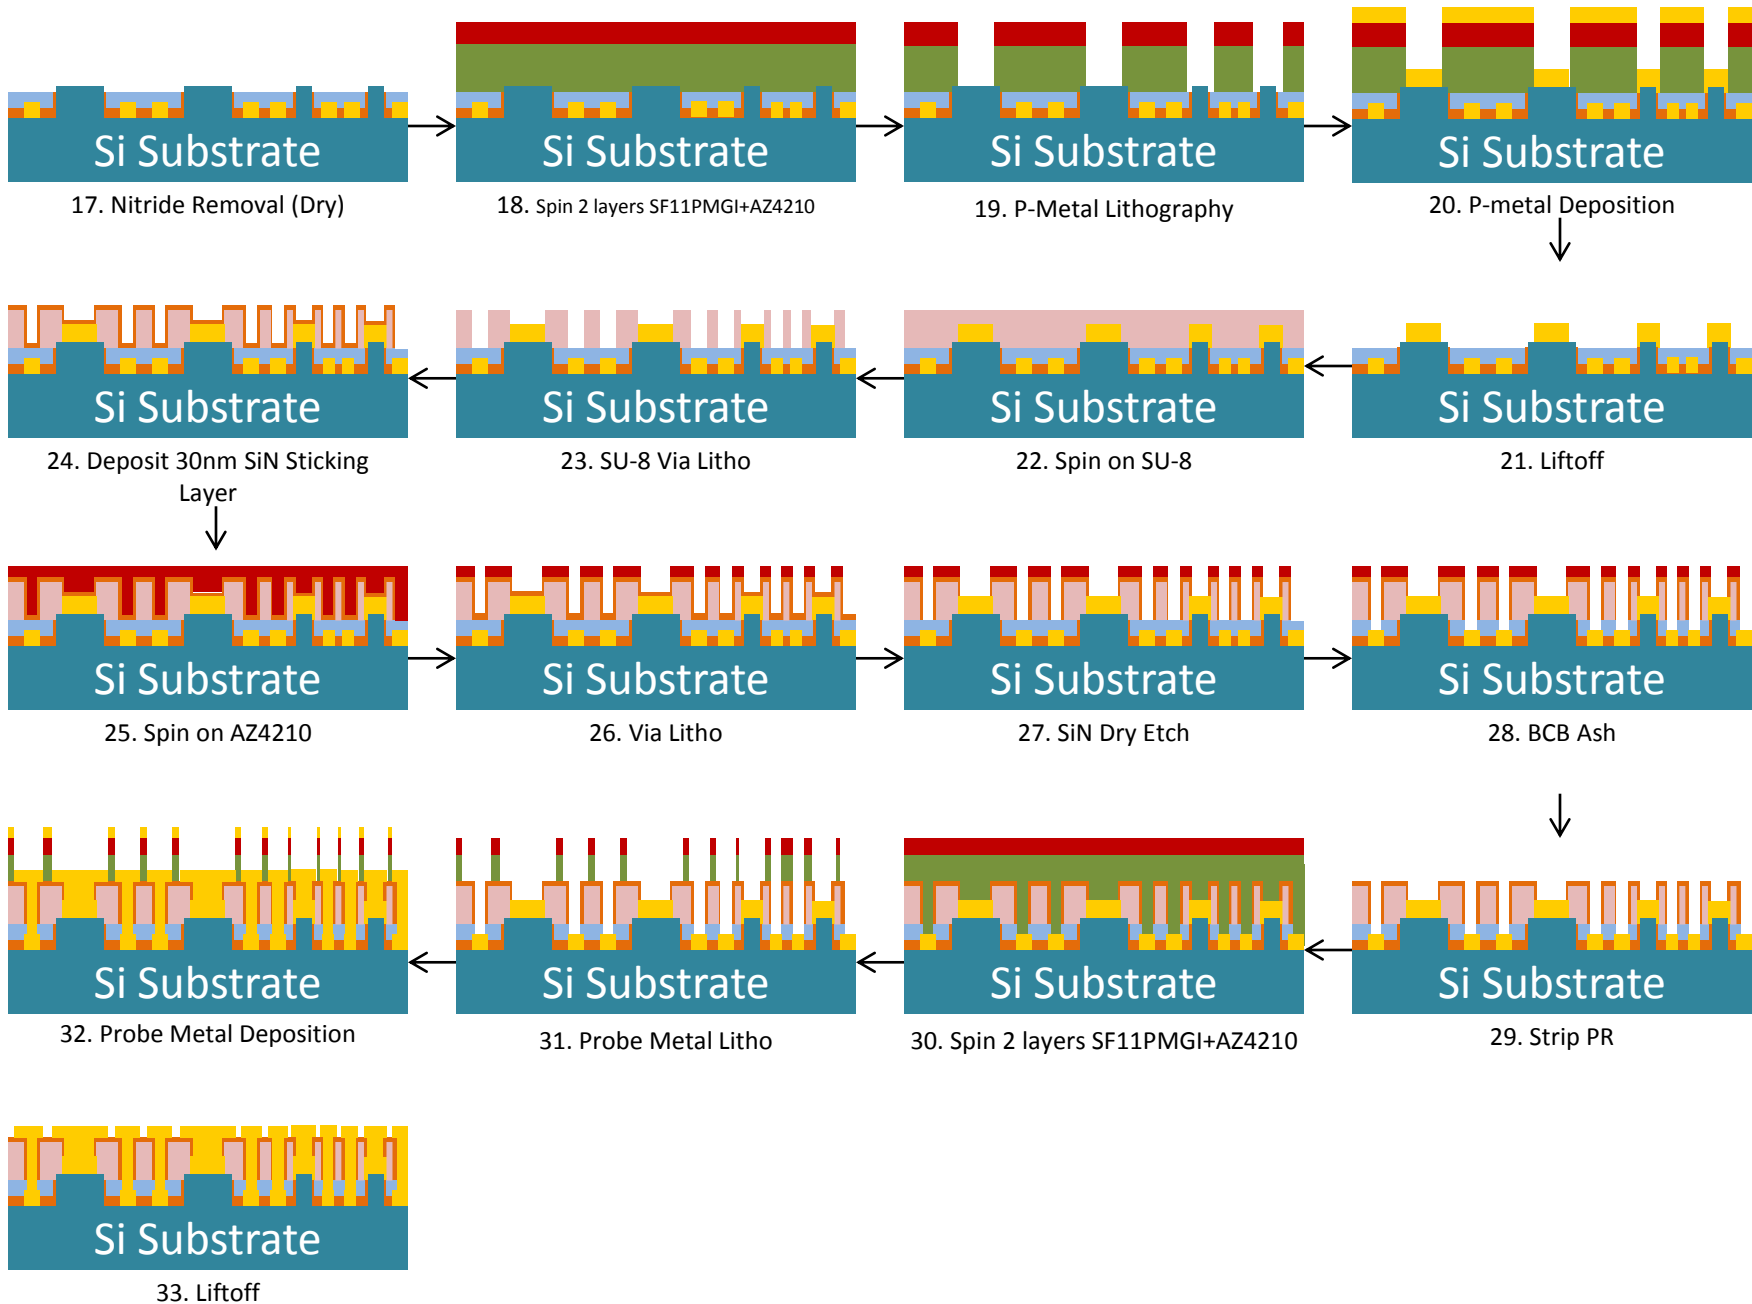 Si Substrate
Si Substrate
Si Substrate
Si Substrate
17. Nitride Removal (Dry)
18. Spin 2 layers SF11PMGI+AZ4210
19. P-Metal Lithography
20. P-metal Deposition
Si Substrate
Si Substrate
Si Substrate
Si Substrate
24. Deposit 30nm SiN Sticking
Layer
23. SU-8 Via Litho
22. Spin on SU-8
21. Liftoff
Si Substrate
Si Substrate
Si Substrate
Si Substrate
25. Spin on AZ4210
26. Via Litho
27. SiN Dry Etch
28. BCB Ash
Si Substrate
Si Substrate
Si Substrate
Si Substrate
32. Probe Metal Deposition
31. Probe Metal Litho
30. Spin 2 layers SF11PMGI+AZ4210
29. Strip PR
Si Substrate
33. Liftoff